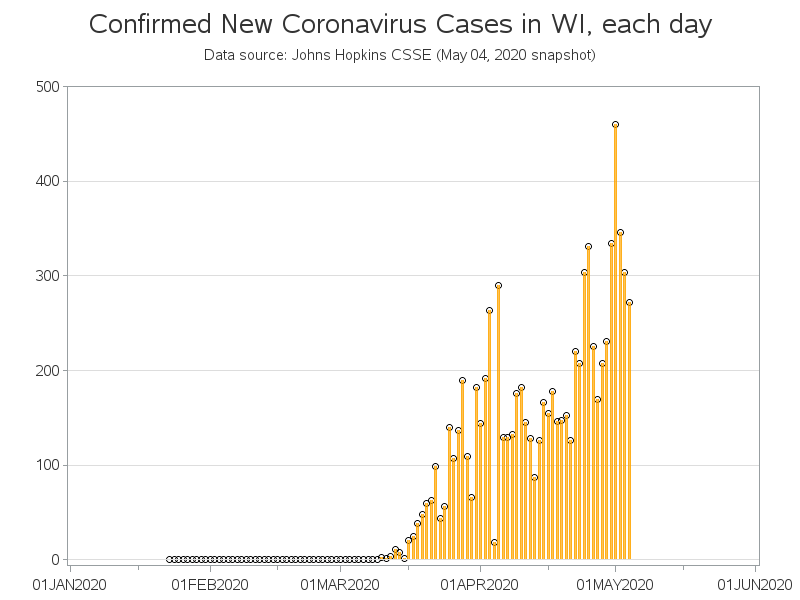 Confirmed New Coronavirus Cases in WI, each day
Data source: Johns Hopkins CSSE (May 04, 2020 snapshot)
500
400
300
200
100
0
01JAN2020 01FEB2020 01MAR2020 01APR2020 01MAY2020 01JUN2020